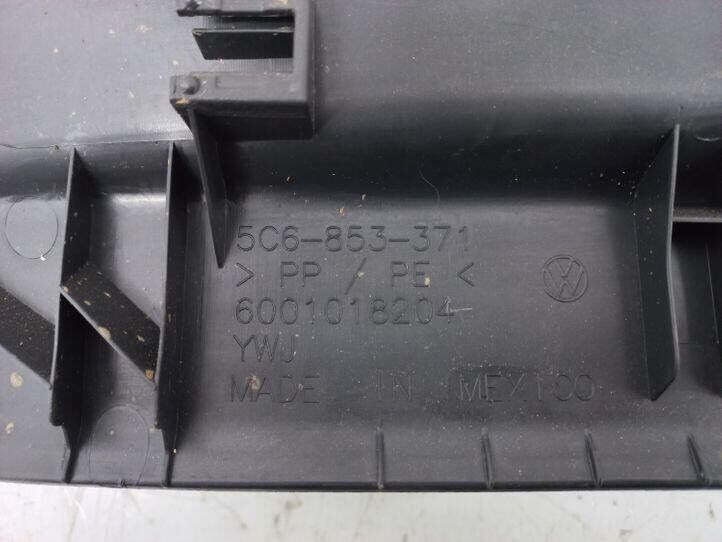 5C6-853-371
> PP / PE <
6001018204
YWJ
MADE IN MEXICO